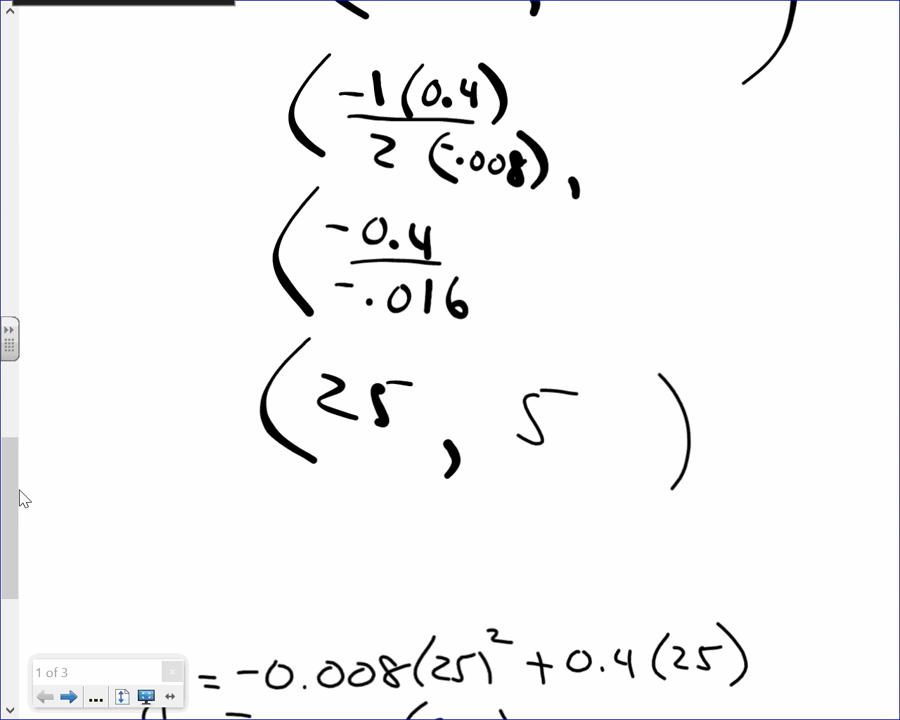 ( -1(0.4) / 2 (-.008) ,
( -0.4 / -.016
( 25 , 5 )
= -0.008(25)² + 0.4 (25)
1 of 3